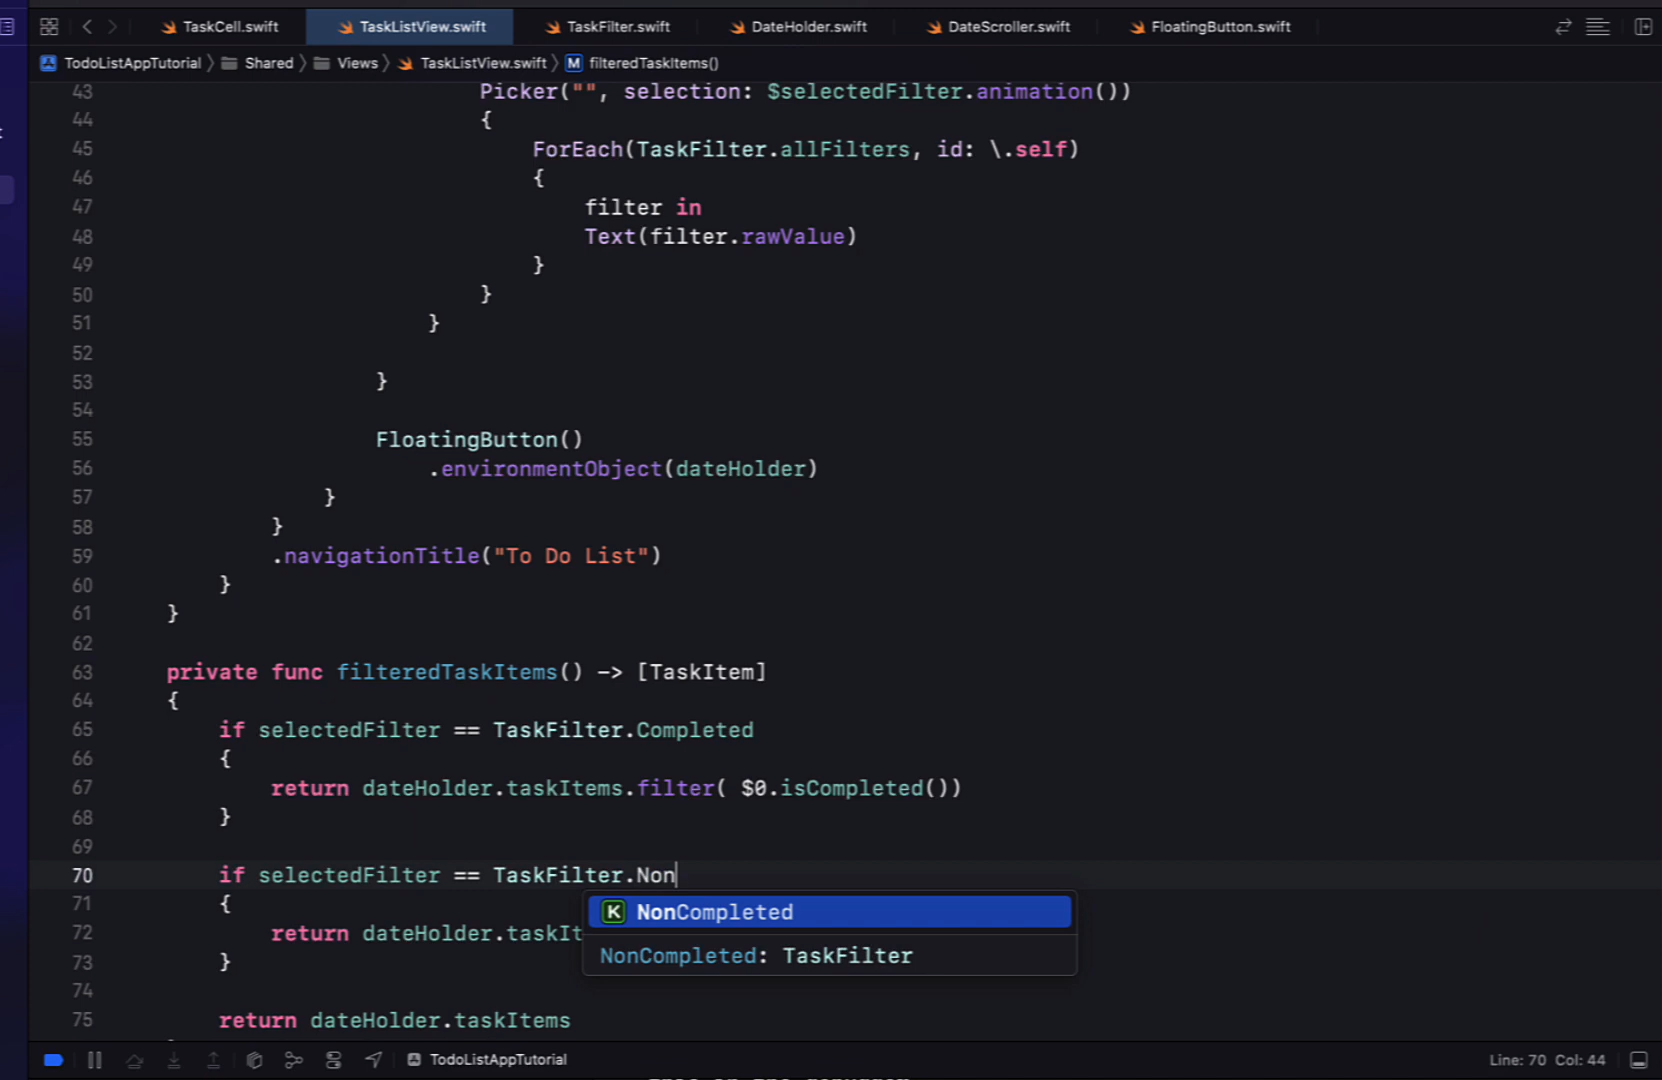 TaskCell.swift TaskListView.swift TaskFilter.swift DateHolder.swift DateScroller.swift FloatingButton.swift
TodoListAppTutorial Shared Views TaskListView.swift M filteredTaskItems()
43 Picker("", selection: $selectedFilter.animation())
44 {
45 ForEach(TaskFilter.allFilters, id: \.self)
46 {
47 filter in
48 Text(filter.rawValue)
49 }
50 }
51 }
52
53 }
54
55 FloatingButton()
56 .environmentObject(dateHolder)
57 }
58 }
59 .navigationTitle("To Do List")
60 }
61 }
62
63 private func filteredTaskItems() -> [TaskItem]
64 {
65 if selectedFilter == TaskFilter.Completed
66 {
67 return dateHolder.taskItems.filter( $0.isCompleted())
68 }
69
70 if selectedFilter == TaskFilter.Non
71 {
K NonCompleted
72 return dateHolder.taskIt
NonCompleted: TaskFilter
73 }
74
75 return dateHolder.taskItems
TodoListAppTutorial Line: 70 Col: 44